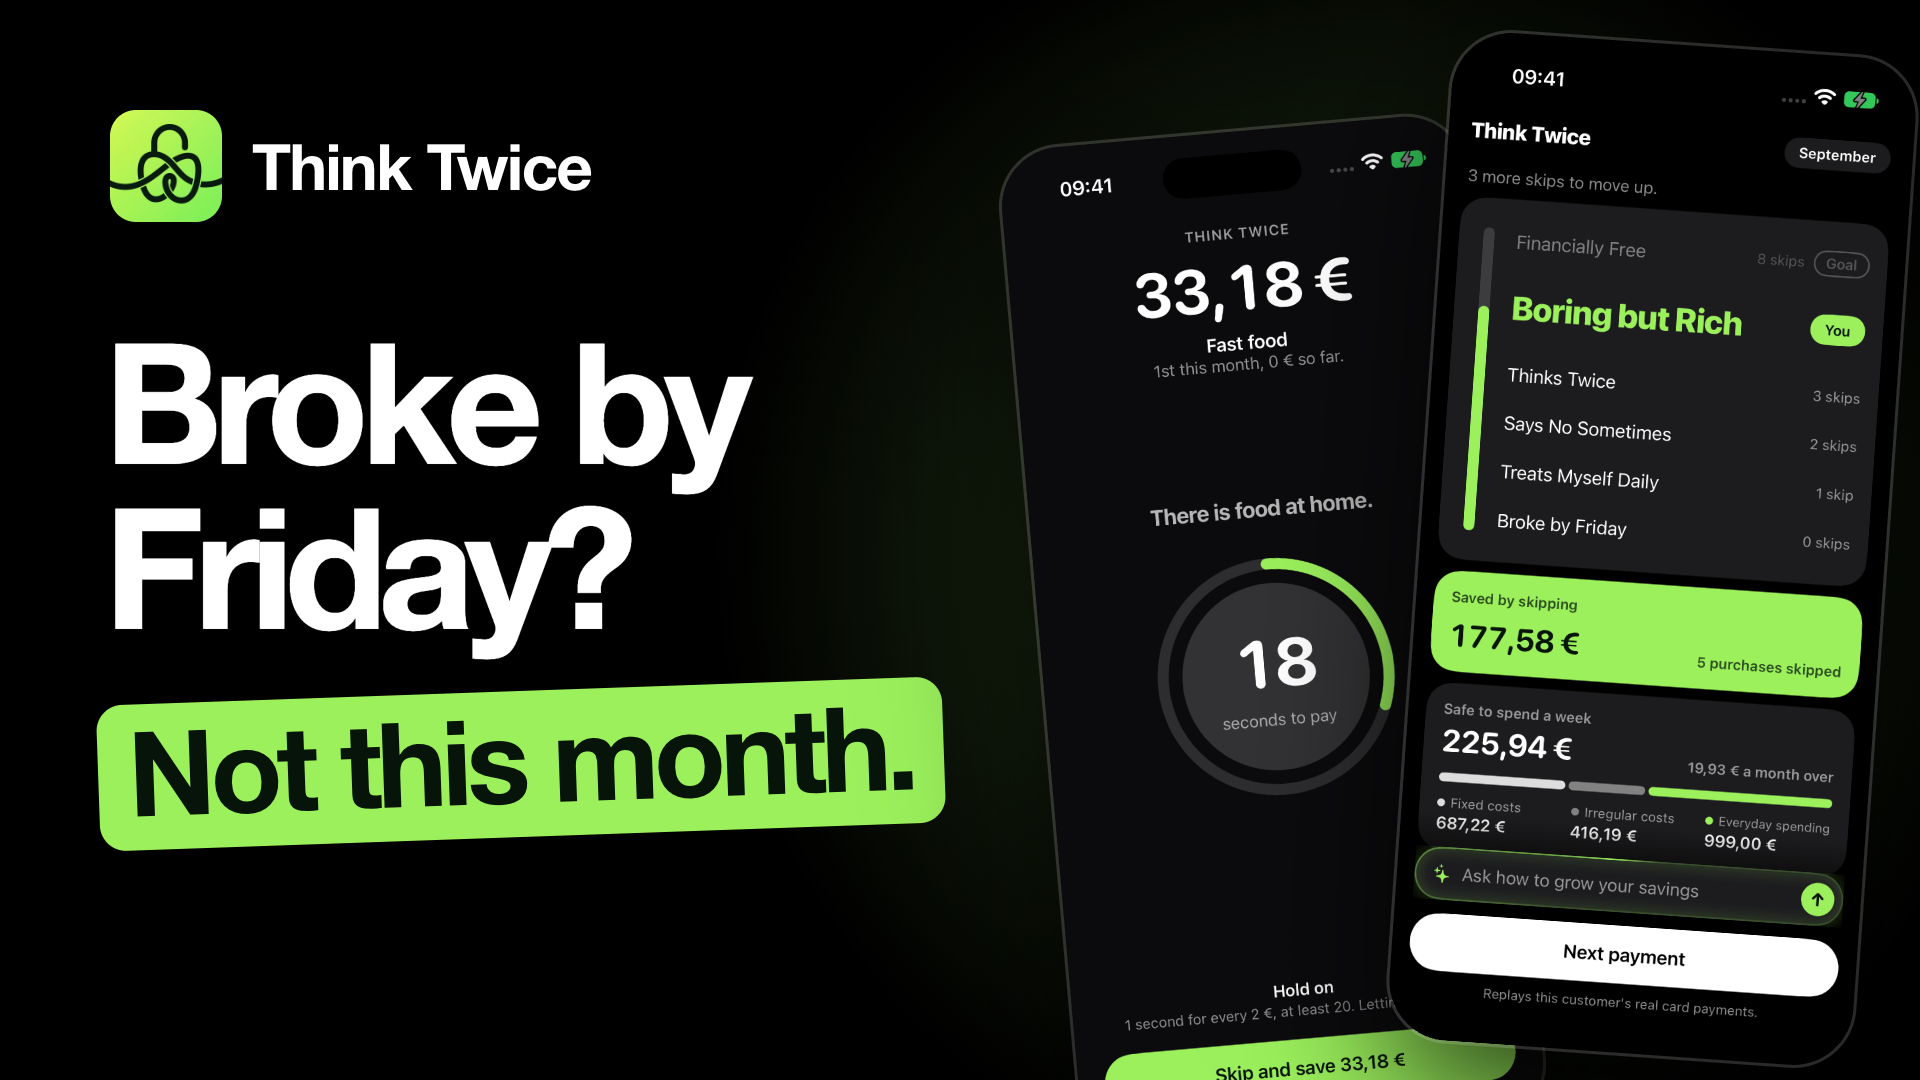 Think Twice
Broke by
Friday?
Not this month.
09:41
THINK TWICE
33,18 €
Fast food
1st this month, 0 € so far.
There is food at home.
18
seconds to pay
Hold on
1 second for every 2 €, at least 20.
Skip and save 33,18 €
09:41
Think Twice
September
3 more skips to move up.
Financially Free
8 skips
Goal
Boring but Rich
You
Thinks Twice
3 skips
Says No Sometimes
2 skips
Treats Myself Daily
1 skip
Broke by Friday
0 skips
Saved by skipping
177,58 €
5 purchases skipped
Safe to spend a week
225,94 €
19,93 € a month over
Fixed costs
687,22 €
Irregular costs
416,19 €
Everyday spending
999,00 €
Ask how to grow your savings
Next payment
Replays this customer's real card payments.